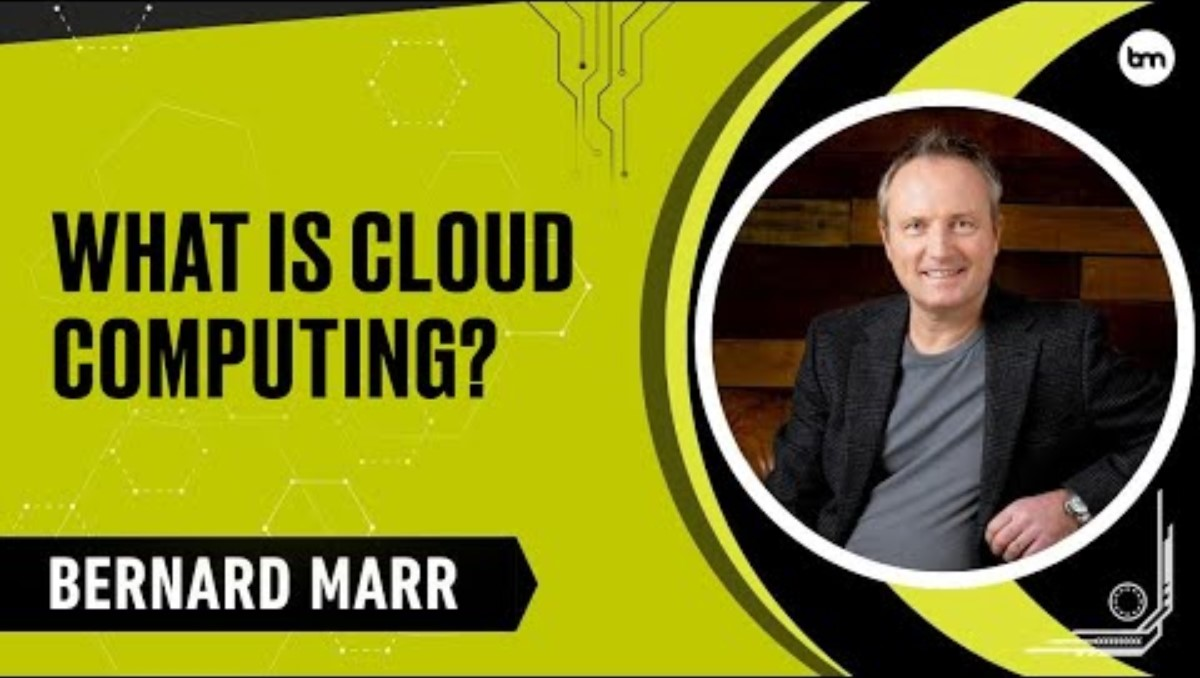 WHAT IS CLOUD
COMPUTING?
BERNARD MARR
bm